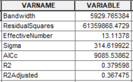 VARNAME VARIABLE
Bandwidth 5929.765384
ResidualSquares 61359868.4729
EffectiveNumber 13.11378
Sigma 314.619922
AICc 9085.53862
R2 0.379598
R2Adjusted 0.367475